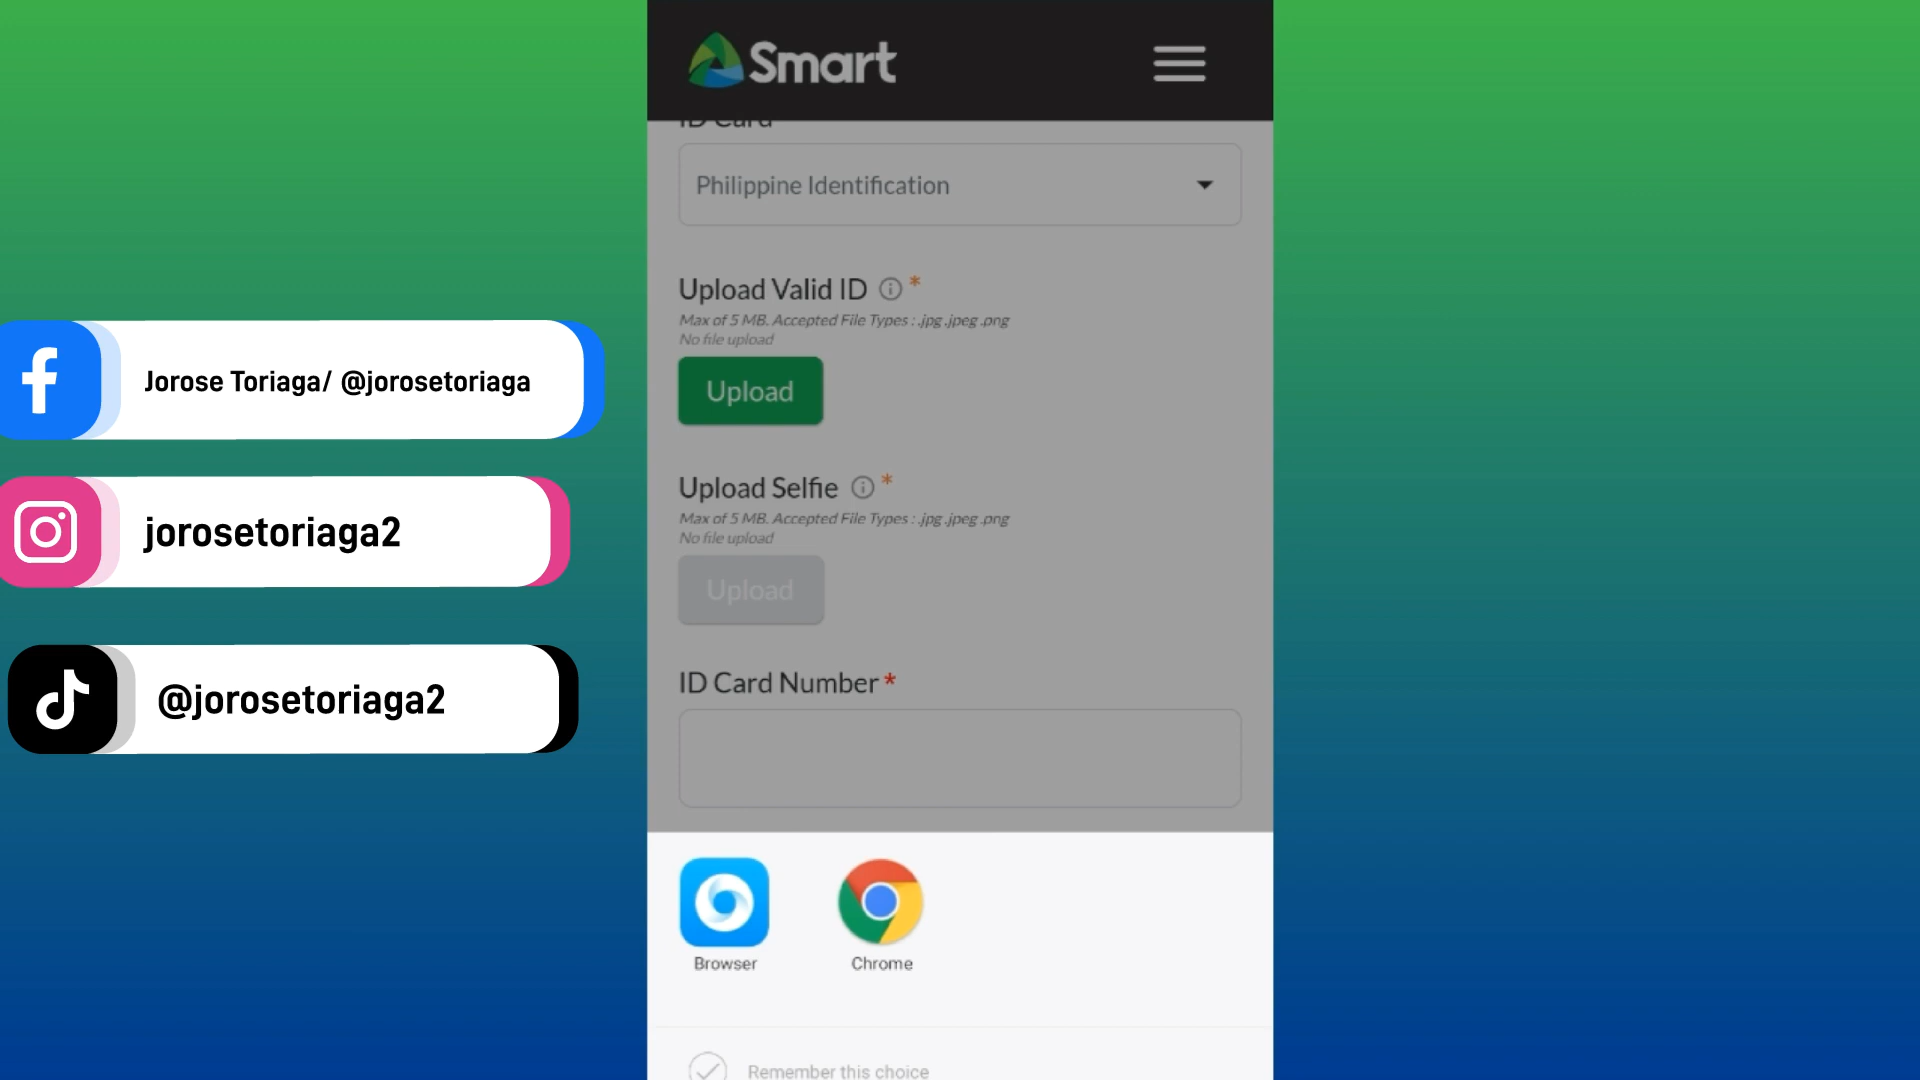 Smart
ID Card
Philippine Identification
Upload Valid ID *
Max of 5 MB. Accepted File Types : .jpg .jpeg .png
No file upload
Upload
Upload Selfie *
Max of 5 MB. Accepted File Types : .jpg .jpeg .png
No file upload
Upload
ID Card Number *
Browser
Chrome
Remember this choice
Jorose Toriaga/ @jorosetoriaga
jorosetoriaga2
@jorosetoriaga2